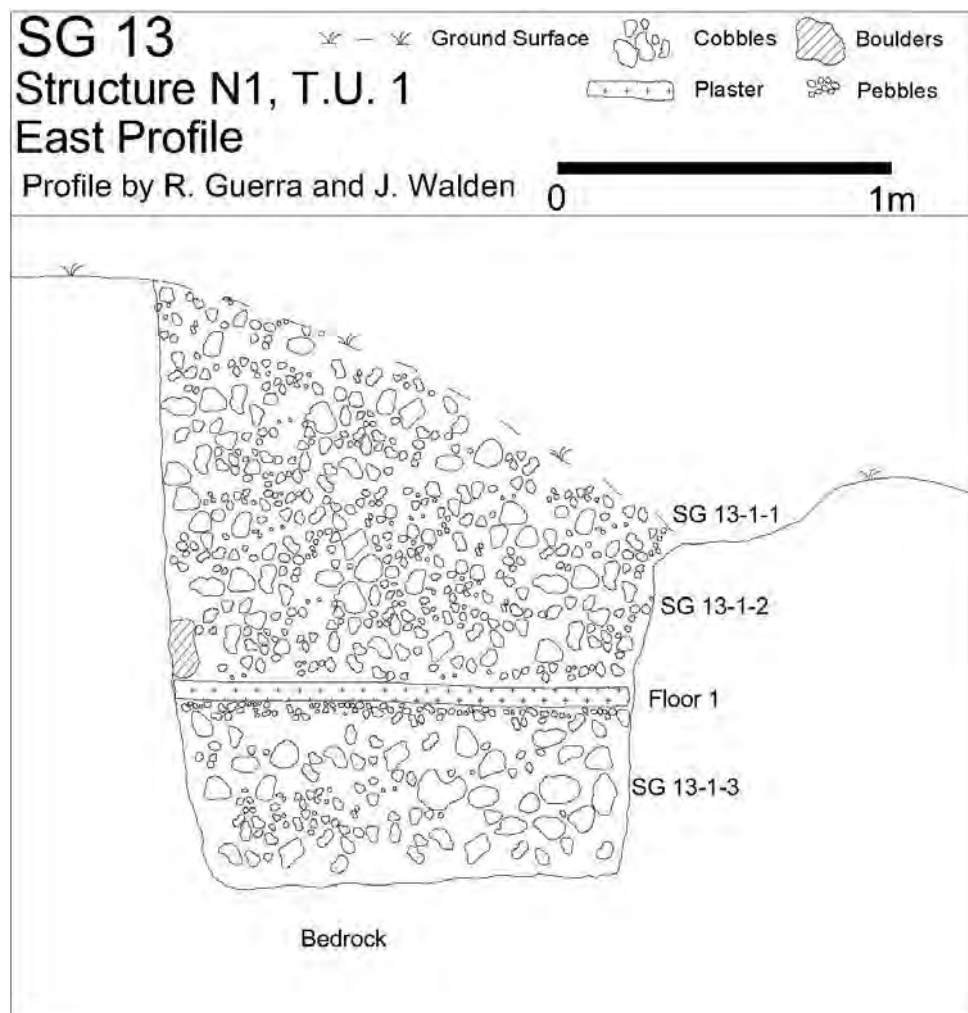 SG 13
Structure N1, T.U. 1
East Profile
Profile by R. Guerra and J. Walden
Ground Surface
Cobbles
Boulders
Plaster
Pebbles
0 1m
SG 13-1-1
SG 13-1-2
Floor 1
SG 13-1-3
Bedrock